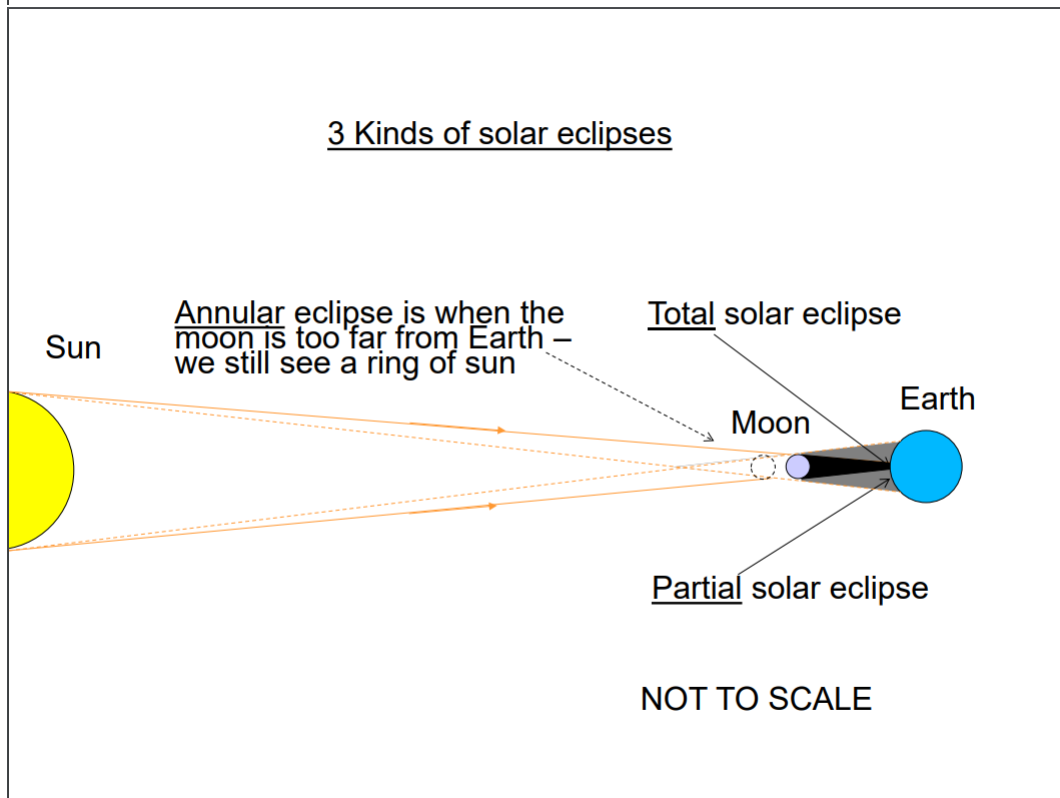 3 Kinds of solar eclipses
Annular eclipse is when the
moon is too far from Earth –
we still see a ring of sun
Total solar eclipse
Sun
Earth
Moon
Partial solar eclipse
NOT TO SCALE